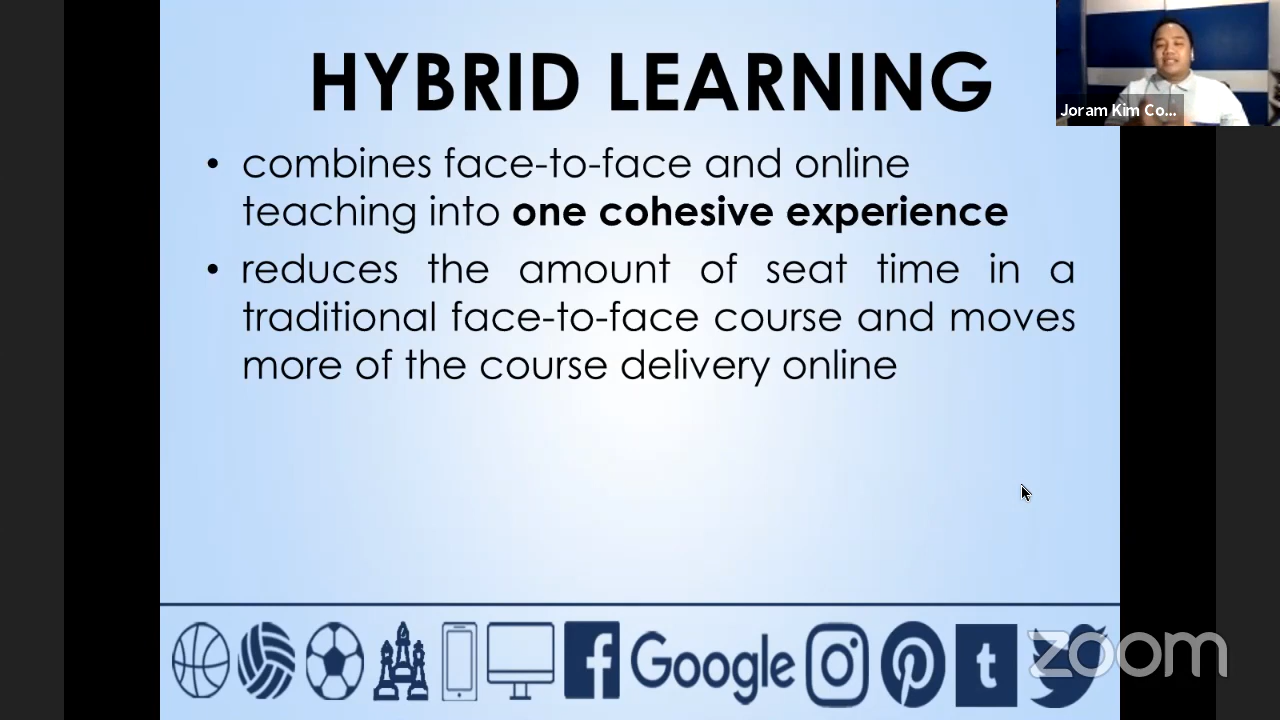 HYBRID LEARNING
Joram Kim Co...
• combines face-to-face and online
teaching into one cohesive experience
• reduces the amount of seat time in a
traditional face-to-face course and moves
more of the course delivery online
Google
zoom